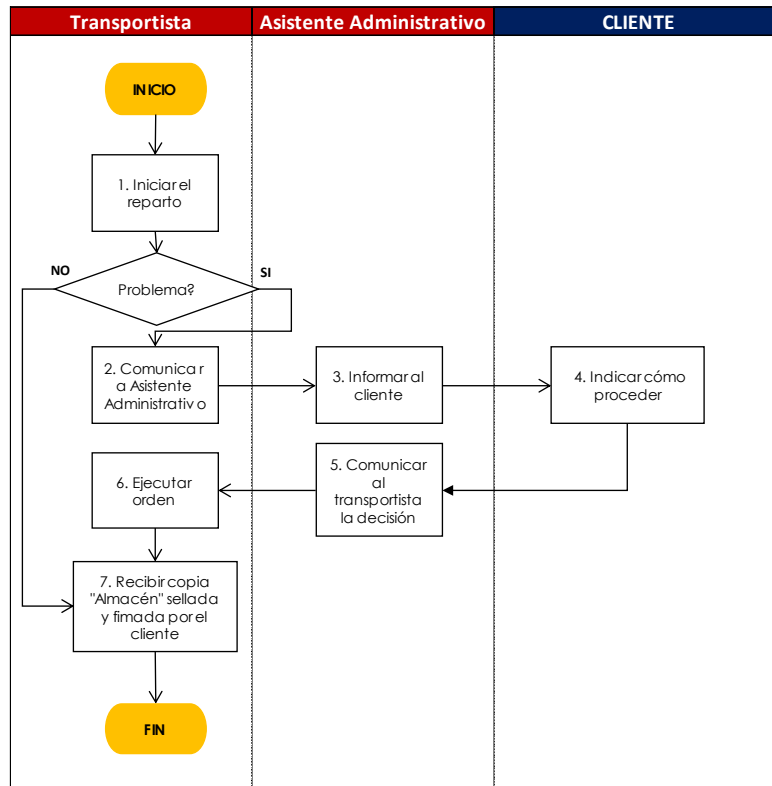 Transportista
Asistente Administrativo
CLIENTE
INICIO
1. Iniciar el
reparto
NO
SI
Problema?
2. Comunicar
a Asistente
Administrativo
3. Informar al
cliente
4. Indicar cómo
proceder
5. Comunicar
al
transportista
la decisión
6. Ejecutar
orden
7. Recibir copia
"Almacén" sellada
y fimada por el
cliente
FIN